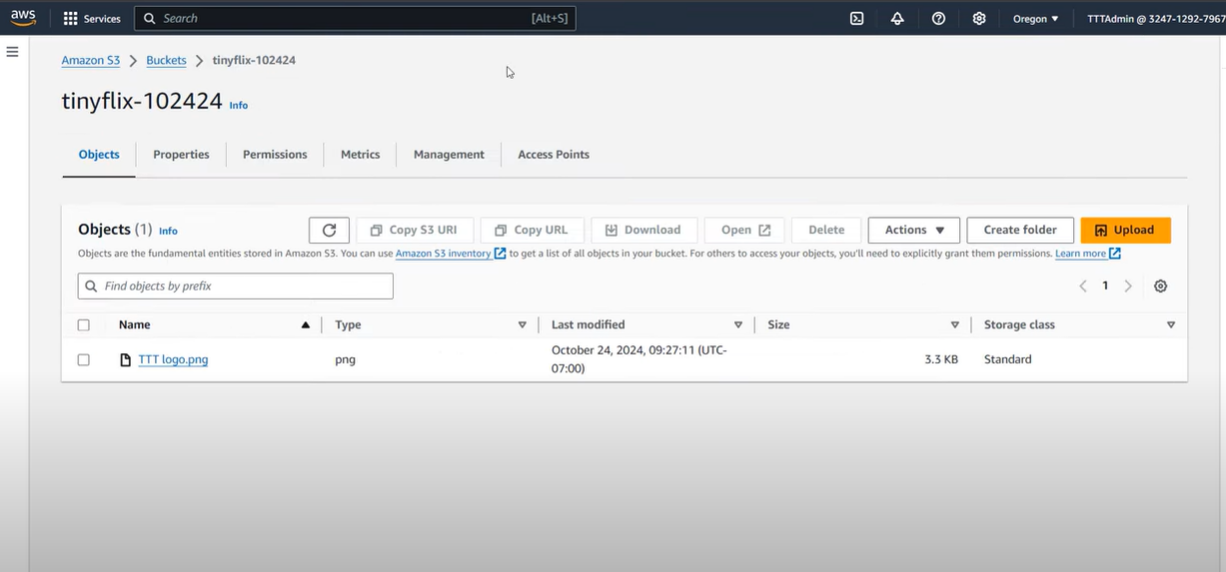 aws
Services
Search [Alt+S]
Oregon
TTTAdmin @ 3247-1292-7967
Amazon S3 > Buckets > tinyflix-102424
tinyflix-102424 Info
Objects Properties Permissions Metrics Management Access Points
Objects (1) Info
Copy S3 URI Copy URL Download Open Delete Actions Create folder Upload
Objects are the fundamental entities stored in Amazon S3. You can use Amazon S3 inventory to get a list of all objects in your bucket. For others to access your objects, you'll need to explicitly grant them permissions. Learn more
Find objects by prefix
1
Name Type Last modified Size Storage class
TTT logo.png png October 24, 2024, 09:27:11 (UTC-
07:00) 3.3 KB Standard